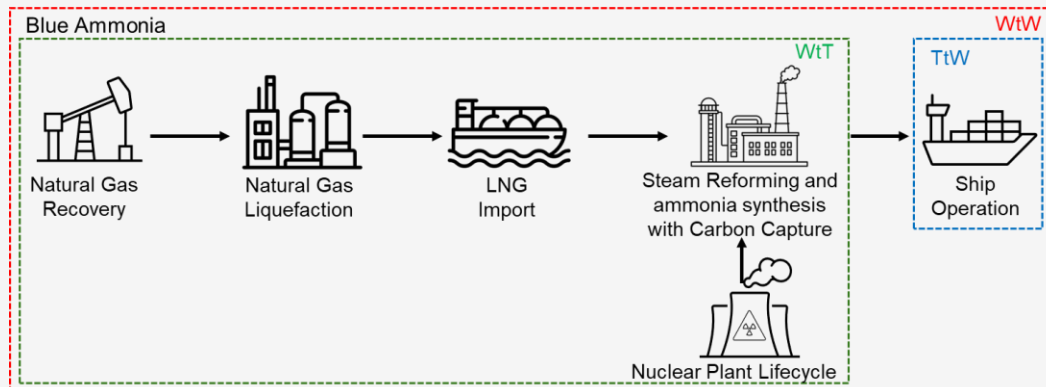 Blue Ammonia
WtW
WtT
TtW
Natural Gas
Recovery
Natural Gas
Liquefaction
LNG
Import
Steam Reforming and
ammonia synthesis
with Carbon Capture
Ship
Operation
Nuclear Plant Lifecycle